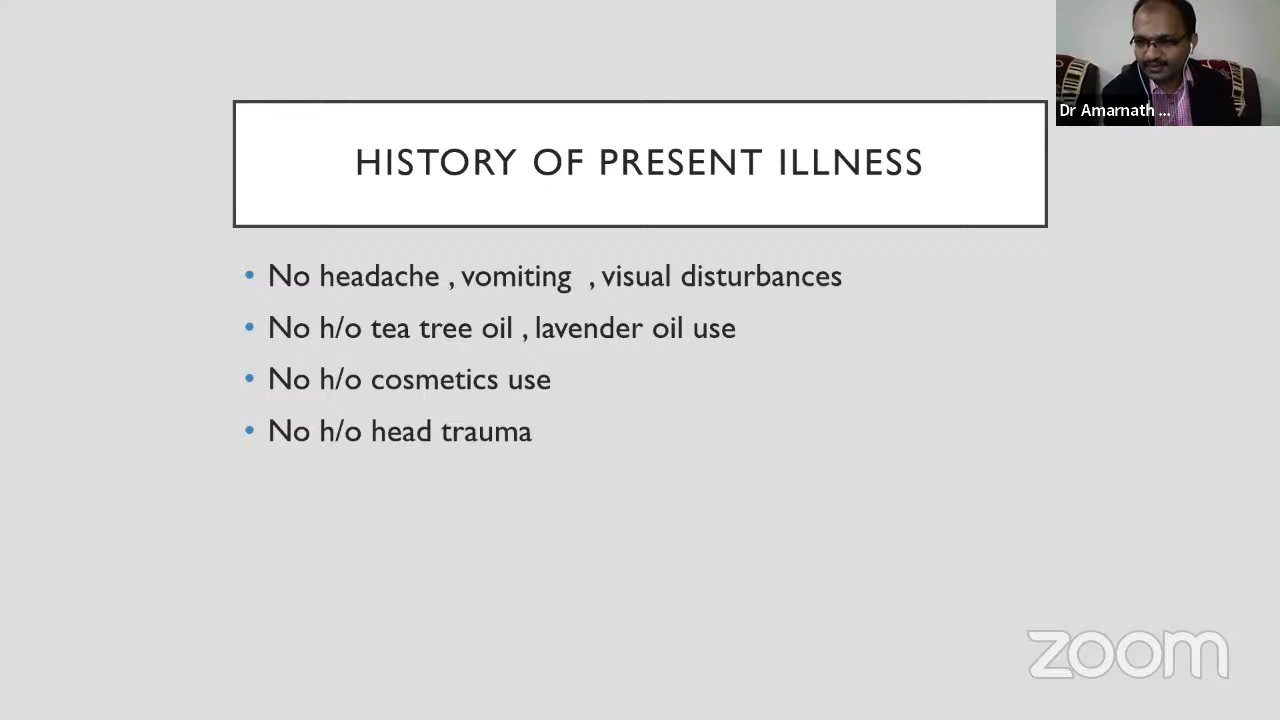 Dr Amarnath ...
HISTORY OF PRESENT ILLNESS
• No headache , vomiting  , visual disturbances
• No h/o tea tree oil , lavender oil use
• No h/o cosmetics use
• No h/o head trauma
zoom